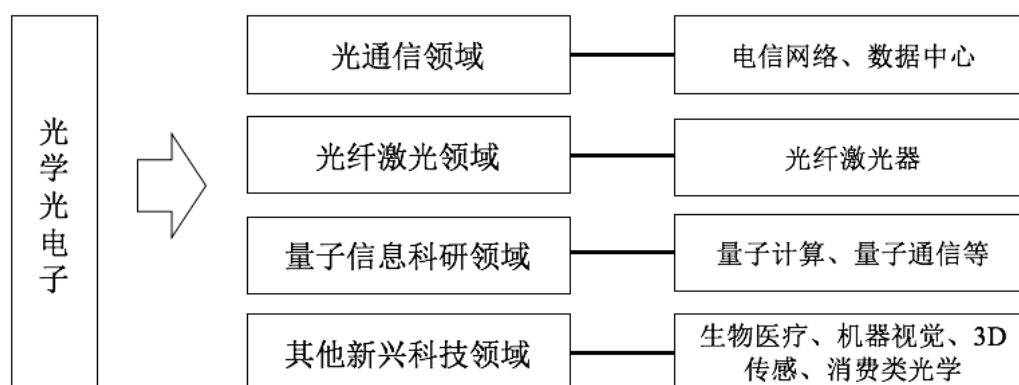 光学光电子
光通信领域
电信网络、数据中心
光纤激光领域
光纤激光器
量子信息科研领域
量子计算、量子通信等
其他新兴科技领域
生物医疗、机器视觉、3D
传感、消费类光学